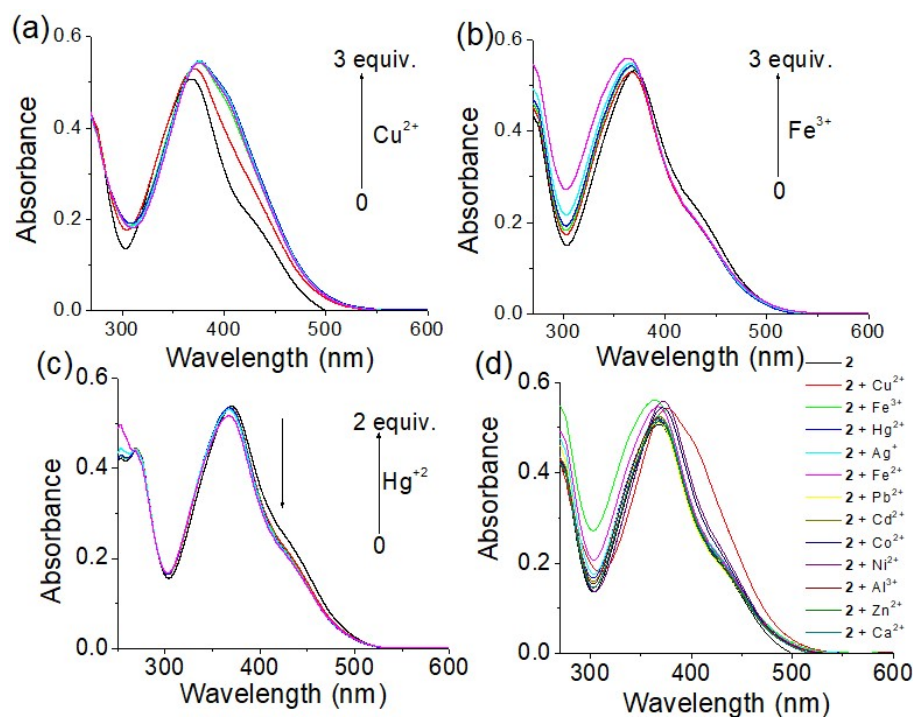 (a)
0.6
0.4
0.2
0.0
Absorbance
3 equiv.
Cu2+
0
300
400
500
600
Wavelength (nm)
(b)
0.6
0.4
0.2
0.0
Absorbance
3 equiv.
Fe3+
0
300
400
500
600
Wavelength (nm)
(c)
0.6
0.4
0.2
0.0
Absorbance
2 equiv.
Hg+2
0
300
400
500
600
Wavelength (nm)
(d)
0.6
0.4
0.2
0.0
Absorbance
2
2 + Cu2+
2 + Fe3+
2 + Hg2+
2 + Ag+
2 + Fe2+
2 + Pb2+
2 + Cd2+
2 + Co2+
2 + Ni2+
2 + Al3+
2 + Zn2+
2 + Ca2+
300
400
500
600
Wavelength (nm)